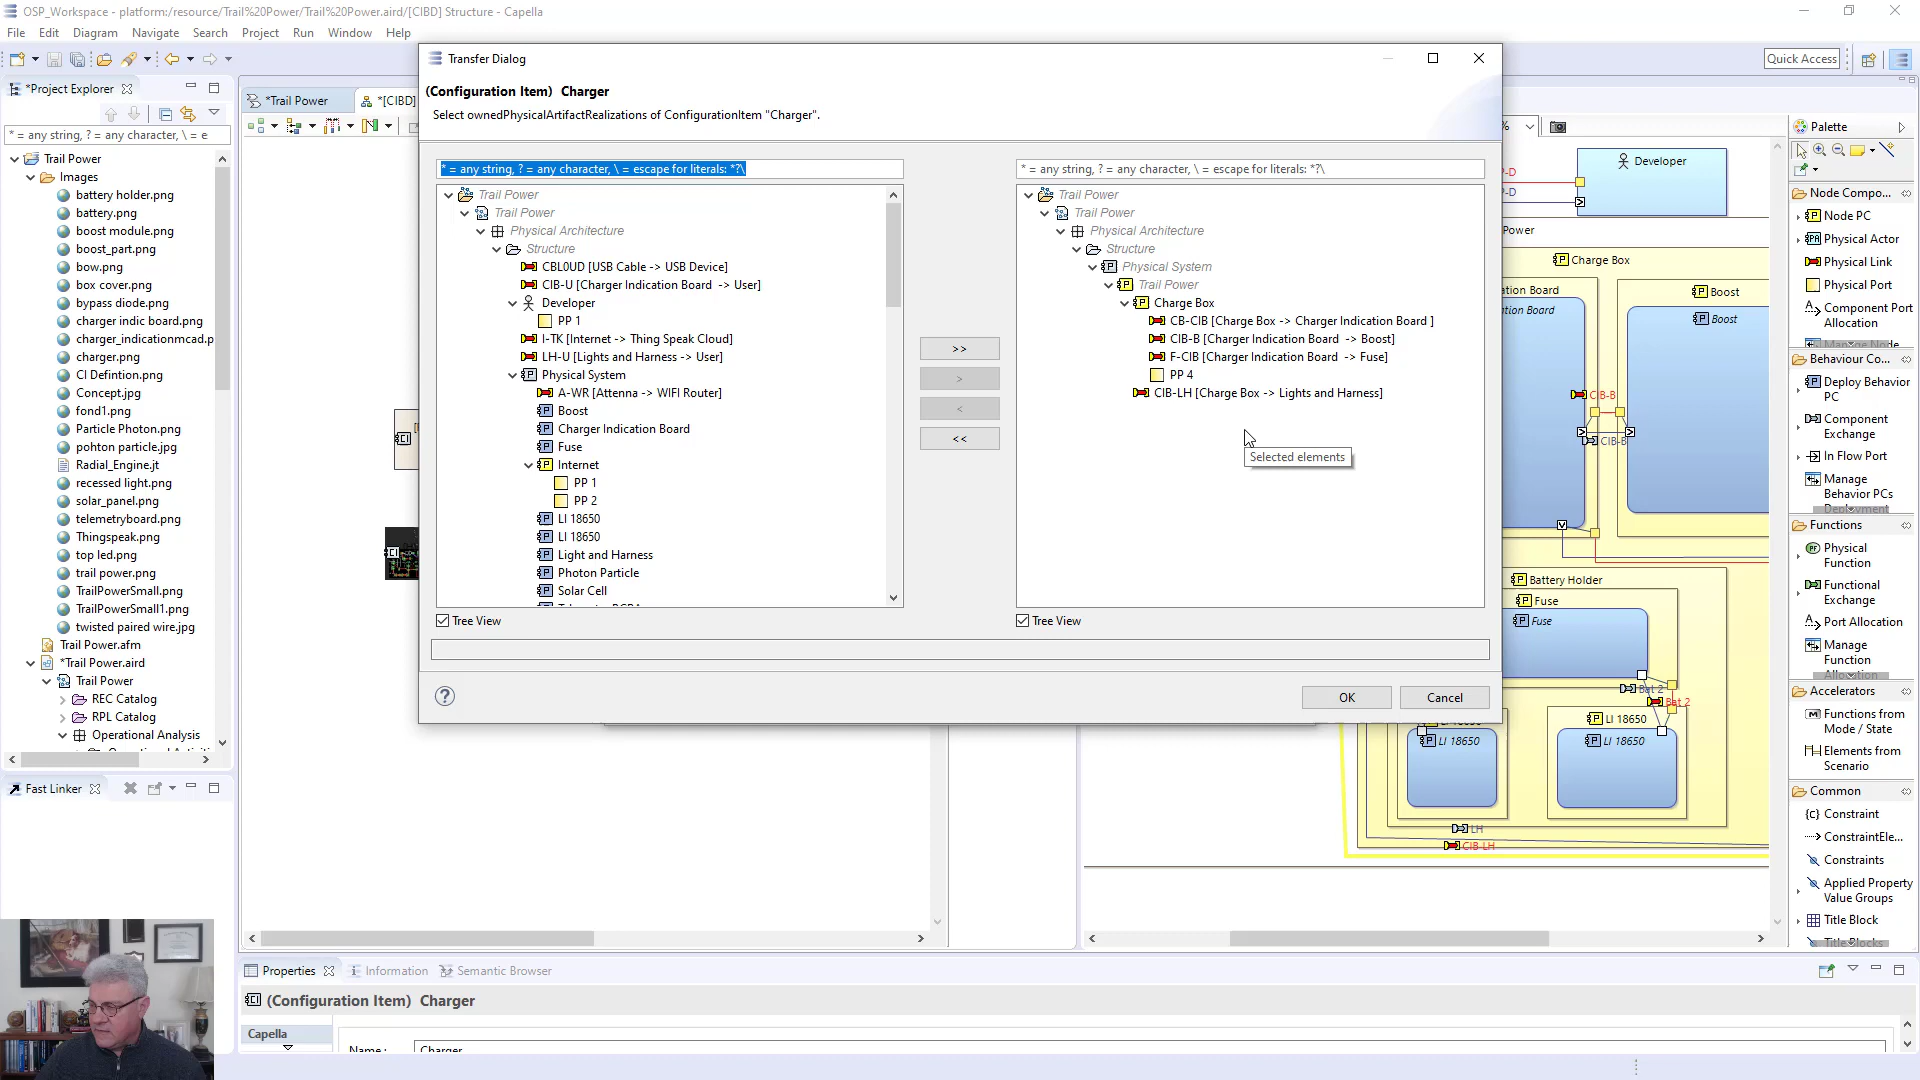 OSP_Workspace - platform:/resource/Trail%20Power/Trail%20Power.aird/[CIBD] Structure - Capella
File Edit Diagram Navigate Search Project Run Window Help
Quick Access
*Project Explorer
* = any string, ? = any character, \ = e
Trail Power
Images
battery holder.png
battery.png
boost module.png
boost_part.png
bow.png
box cover.png
bypass diode.png
charger indic board.png
charger_indicationmcad.p
charger.png
CI Defintion.png
Concept.jpg
fond1.png
Particle Photon.png
pohton particle.jpg
Radial_Engine.jt
recessed light.png
solar_panel.png
telemetryboard.png
Thingspeak.png
top led.png
trail power.png
TrailPowerSmall.png
TrailPowerSmall1.png
twisted paired wire.jpg
Trail Power.afm
*Trail Power.aird
Trail Power
REC Catalog
RPL Catalog
Operational Analysis
Fast Linker
*Trail Power
*[CIBD]
Transfer Dialog
(Configuration Item) Charger
Select ownedPhysicalArtifactRealizations of ConfigurationItem "Charger".
* = any string, ? = any character, \ = escape for literals: *?\
Trail Power
Trail Power
Physical Architecture
Structure
CBL0UD [USB Cable -> USB Device]
CIB-U [Charger Indication Board -> User]
Developer
PP 1
I-TK [Internet -> Thing Speak Cloud]
LH-U [Lights and Harness -> User]
Physical System
A-WR [Attenna -> WIFI Router]
Boost
Charger Indication Board
Fuse
Internet
PP 1
PP 2
LI 18650
LI 18650
Light and Harness
Photon Particle
Solar Cell
Tree View
>>
>
<
<<
* = any string, ? = any character, \ = escape for literals: *?\
Trail Power
Trail Power
Physical Architecture
Structure
Physical System
Trail Power
Charge Box
CB-CIB [Charge Box -> Charger Indication Board ]
CIB-B [Charger Indication Board -> Boost]
F-CIB [Charger Indication Board -> Fuse]
PP 4
CIB-LH [Charge Box -> Lights and Harness]
Selected elements
Tree View
OK
Cancel
%
Developer
P-D
P-D
Power
Charge Box
tion Board
tion Board
Boost
Boost
CIB-B
CIB-B
Battery Holder
Fuse
Fuse
Bat 2
Bat 2
LI 18650
LI 18650
LI 18650
LH
CIB-LH
Palette
Node Compo...
Node PC
Physical Actor
Physical Link
Physical Port
Component Port
Allocation
Behaviour Co...
Deploy Behavior
PC
Component
Exchange
In Flow Port
Manage
Behavior PCs
Functions
Physical
Function
Functional
Exchange
Port Allocation
Manage
Function
Allocation
Accelerators
Functions from
Mode / State
Elements from
Scenario
Common
Constraint
ConstraintEle...
Constraints
Applied Property
Value Groups
Title Block
Title Blocks
Properties
Information
Semantic Browser
(Configuration Item) Charger
Capella
Name :
Charger